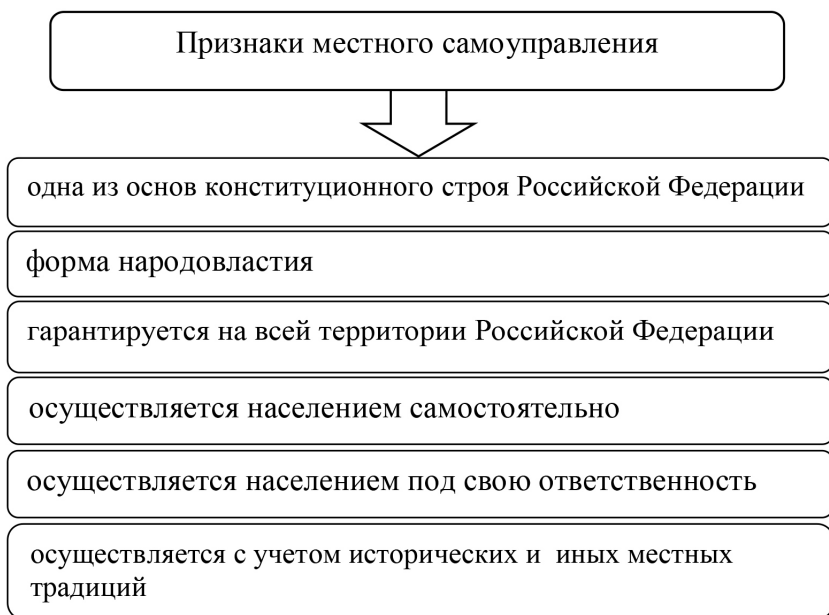 Признаки местного самоуправления
одна из основ конституционного строя Российской Федерации
форма народовластия
гарантируется на всей территории Российской Федерации
осуществляется населением самостоятельно
осуществляется населением под свою ответственность
осуществляется с учетом исторических и иных местных
традиций